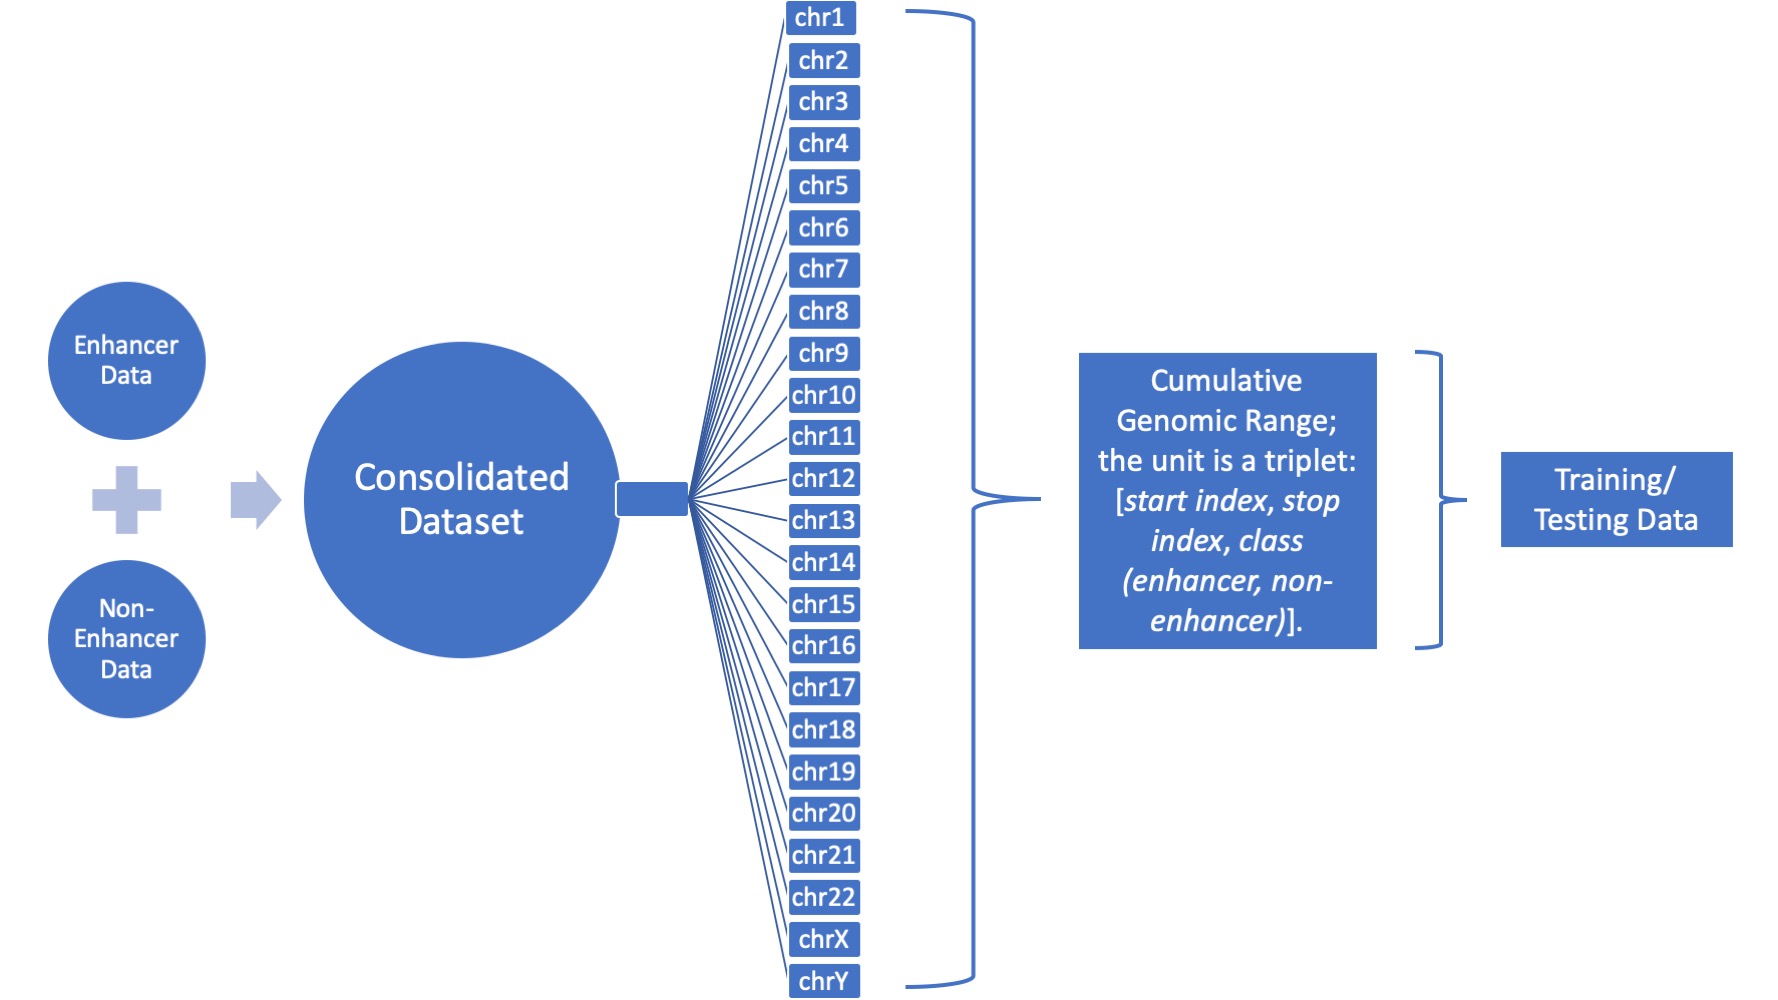 Enhancer
Data
Non-
Enhancer
Data
Consolidated
Dataset
chr1
chr2
chr3
chr4
chr5
chr6
chr7
chr8
chr9
chr10
chr11
chr12
chr13
chr14
chr15
chr16
chr17
chr18
chr19
chr20
chr21
chr22
chrX
chrY
Cumulative
Genomic Range;
the unit is a triplet:
[start index, stop
index, class
(enhancer, non-
enhancer)].
Training/
Testing Data